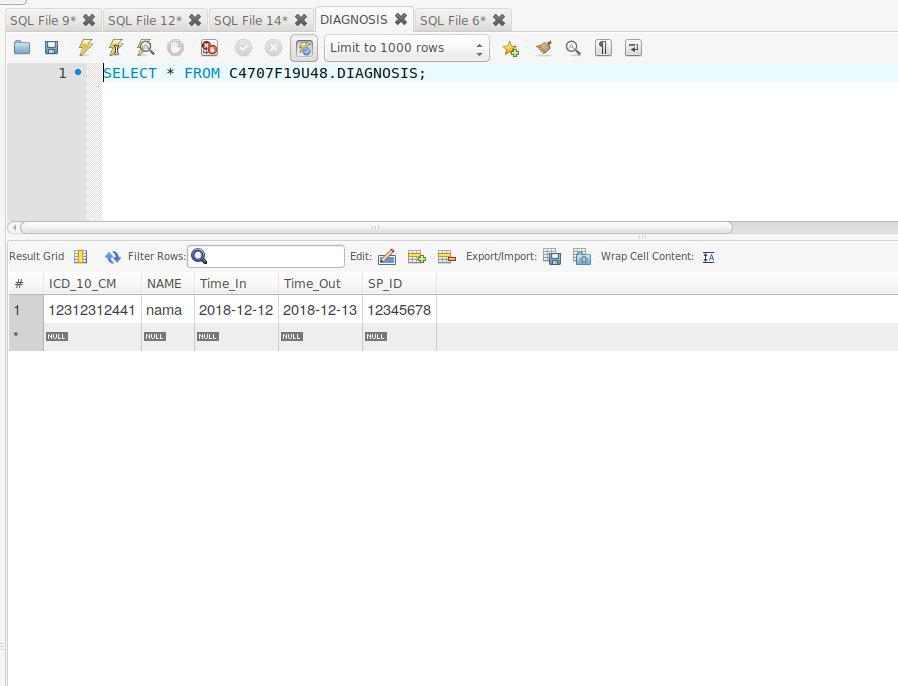 SQL File 9* SQL File 12* SQL File 14* DIAGNOSIS SQL File 6*
Limit to 1000 rows
1 SELECT * FROM C4707F19U48.DIAGNOSIS;
Result Grid Filter Rows: Edit: Export/Import: Wrap Cell Content:
# ICD_10_CM NAME Time_In Time_Out SP_ID
1 12312312441 nama 2018-12-12 2018-12-13 12345678
* NULL NULL NULL NULL NULL